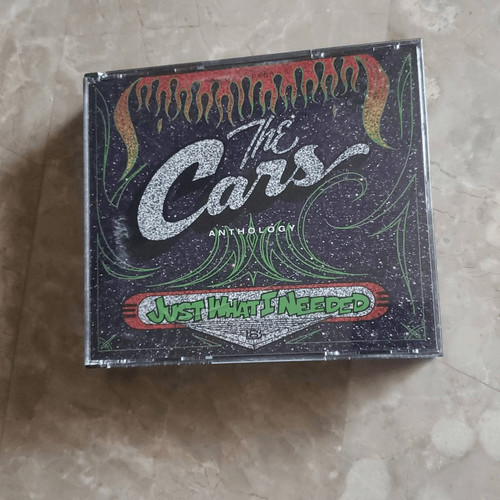 The
Cars
ANTHOLOGY
JUST WHAT I NEEDED